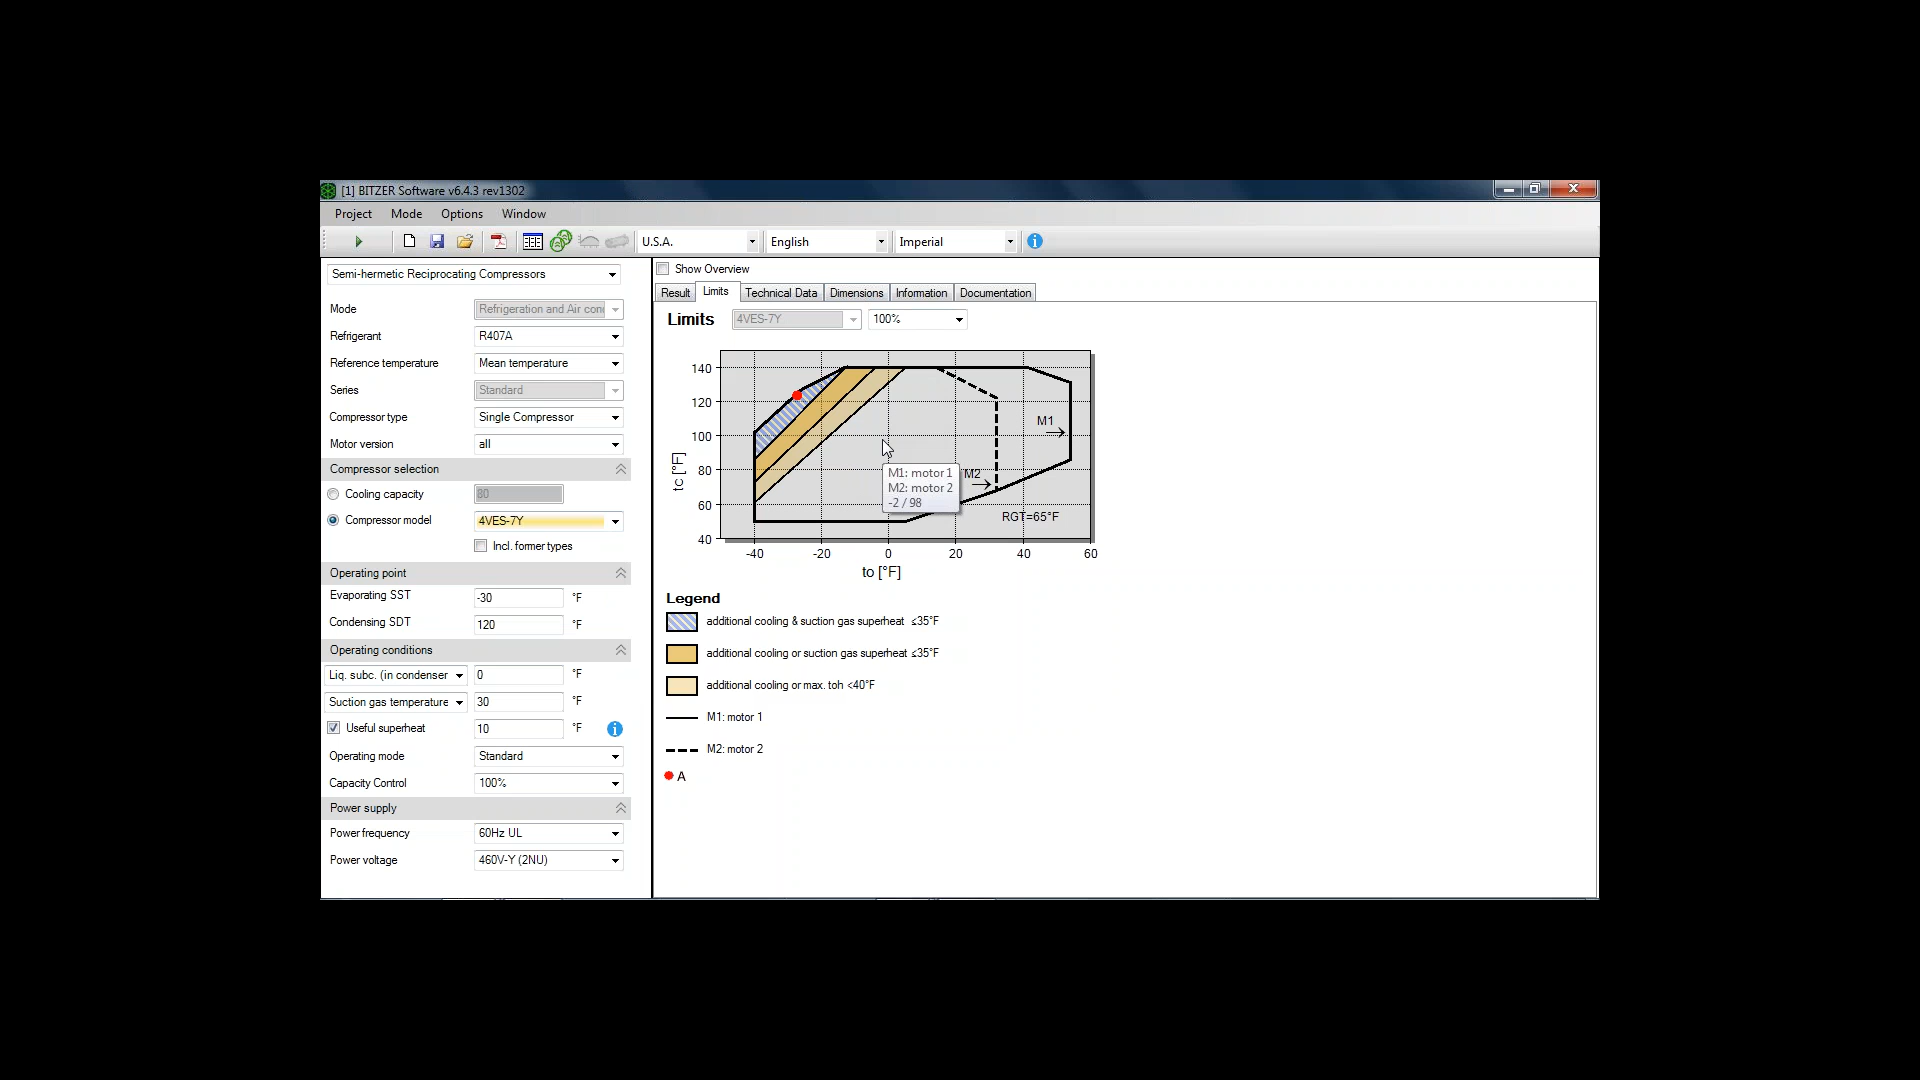 [1] BITZER Software v6.4.3 rev1302
Project Mode Options Window
U.S.A. English Imperial
Semi-hermetic Reciprocating Compressors
Mode Refrigeration and Air con
Refrigerant R407A
Reference temperature Mean temperature
Series Standard
Compressor type Single Compressor
Motor version all
Compressor selection
Cooling capacity 80
Compressor model 4VES-7Y
Incl. former types
Operating point
Evaporating SST -30 °F
Condensing SDT 120 °F
Operating conditions
Liq. subc. (in condenser 0 °F
Suction gas temperature 30 °F
Useful superheat 10 °F
Operating mode Standard
Capacity Control 100%
Power supply
Power frequency 60Hz UL
Power voltage 460V-Y (2NU)
Show Overview
Result Limits Technical Data Dimensions Information Documentation
Limits 4VES-7Y 100%
tc [°F]
140
120
100
80
60
40
M1
M2
M1: motor 1
M2: motor 2
-2 / 98
RGT=65°F
-40 -20 0 20 40 60
to [°F]
Legend
additional cooling & suction gas superheat ≤35°F
additional cooling or suction gas superheat ≤35°F
additional cooling or max. toh <40°F
M1: motor 1
M2: motor 2
A